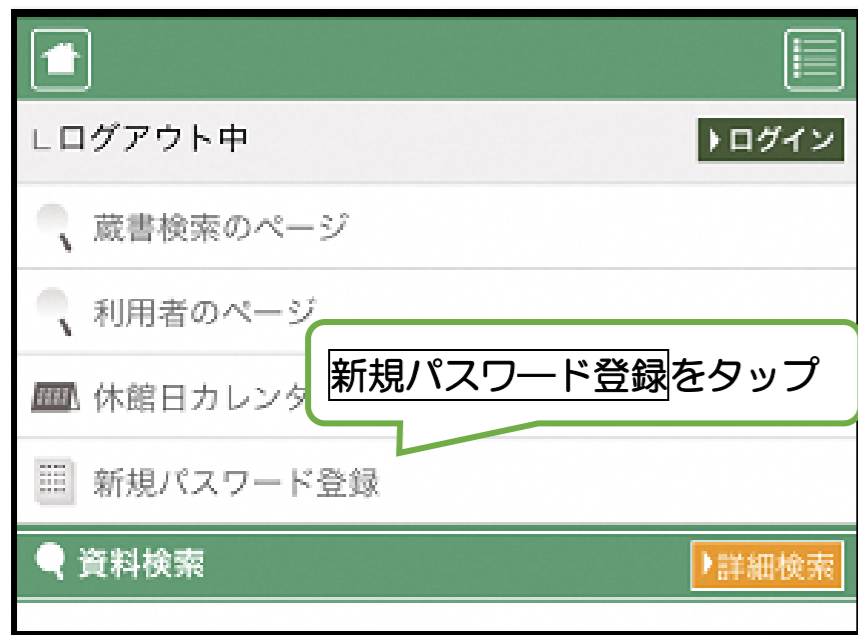 ログアウト中
ログイン
蔵書検索のページ
利用者のページ
新規パスワード登録をタップ
休館日カレンダ
新規パスワード登録
資料検索
詳細検索